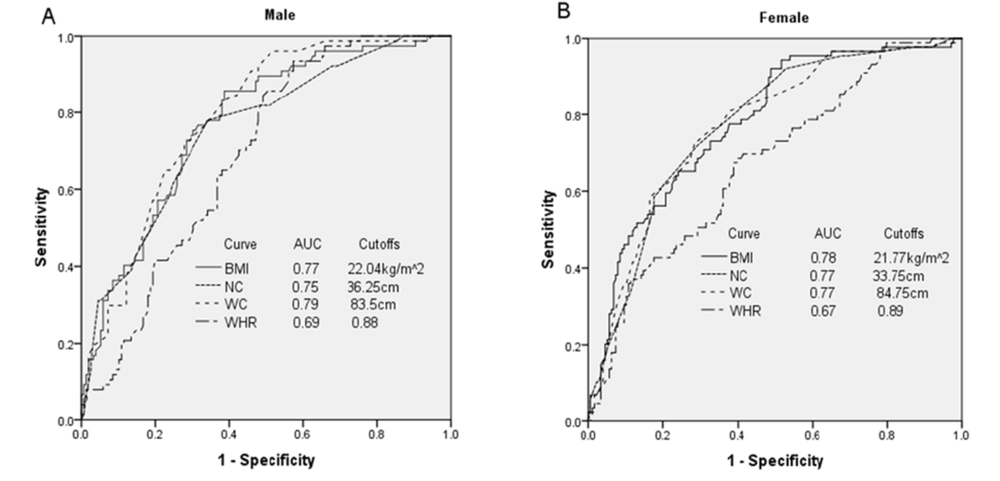 A
Male
Sensitivity
1.0
0.8
0.6
0.4
0.2
0.0
Curve AUC Cutoffs
BMI 0.77 22.04kg/m^2
NC 0.75 36.25cm
WC 0.79 83.5cm
WHR 0.69 0.88
0.0 0.2 0.4 0.6 0.8 1.0
1 - Specificity
B
Female
Sensitivity
1.0
0.8
0.6
0.4
0.2
0.0
Curve AUC Cutoffs
BMI 0.78 21.77kg/m^2
NC 0.77 33.75cm
WC 0.77 84.75cm
WHR 0.67 0.89
0.0 0.2 0.4 0.6 0.8 1.0
1 - Specificity